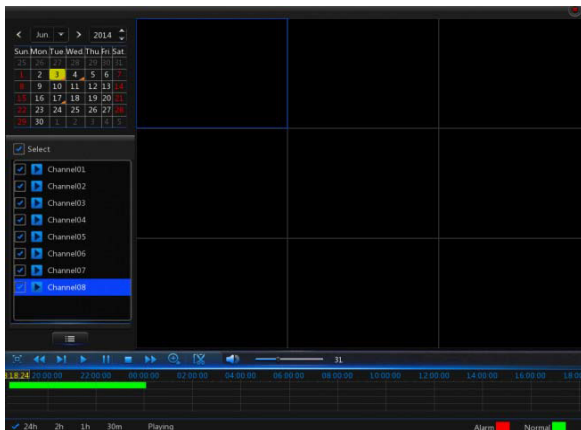 Jun 2014
Sun Mon Tue Wed Thu Fri Sat
25 26 27 28 29 30 31
1 2 3 4 5 6 7
8 9 10 11 12 13 14
15 16 17 18 19 20 21
22 23 24 25 26 27 28
29 30 1 2 3 4 5
Select
Channel01
Channel02
Channel03
Channel04
Channel05
Channel06
Channel07
Channel08
31
18:24 20:00:00 22:00:00 00:00:00 02:00:00 04:00:00 06:00:00 08:00:00 10:00:00 12:00:00 14:00:00 16:00:00 18:0
24h 2h 1h 30m Playing Alarm Normal